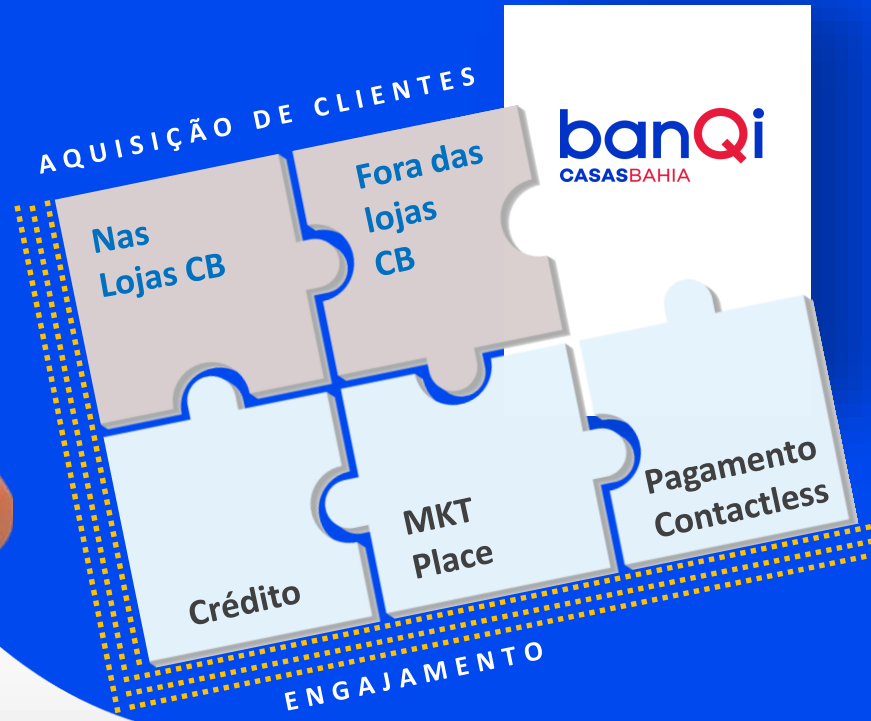 AQUISIÇÃO DE CLIENTES
banQi
CASASBAHIA
Nas
Lojas CB
Fora das
lojas
CB
Crédito
MKT
Place
Pagamento
Contactless
ENGAJAMENTO